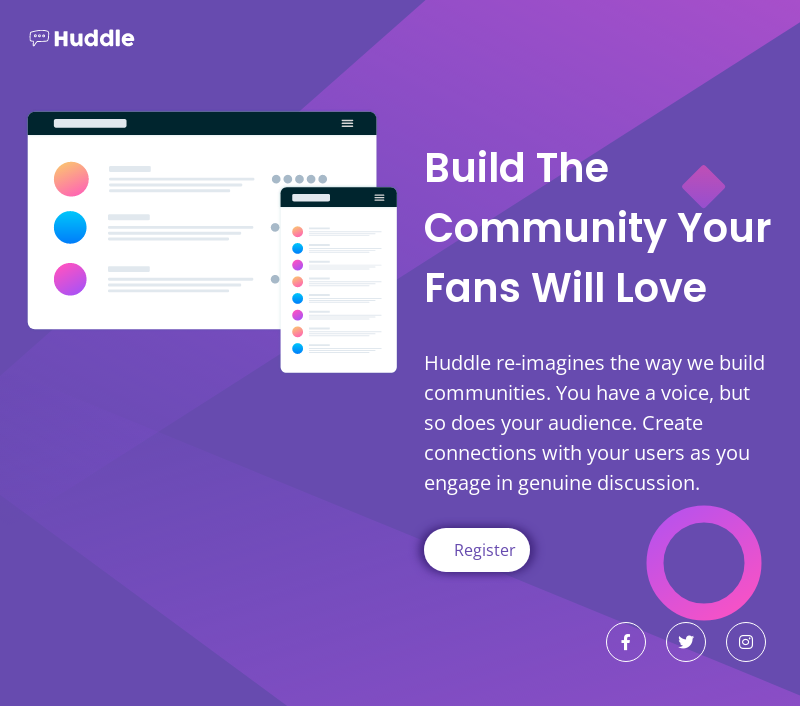 Huddle
Build The
Community Your
Fans Will Love
Huddle re-imagines the way we build
communities. You have a voice, but
so does your audience. Create
connections with your users as you
engage in genuine discussion.
Register